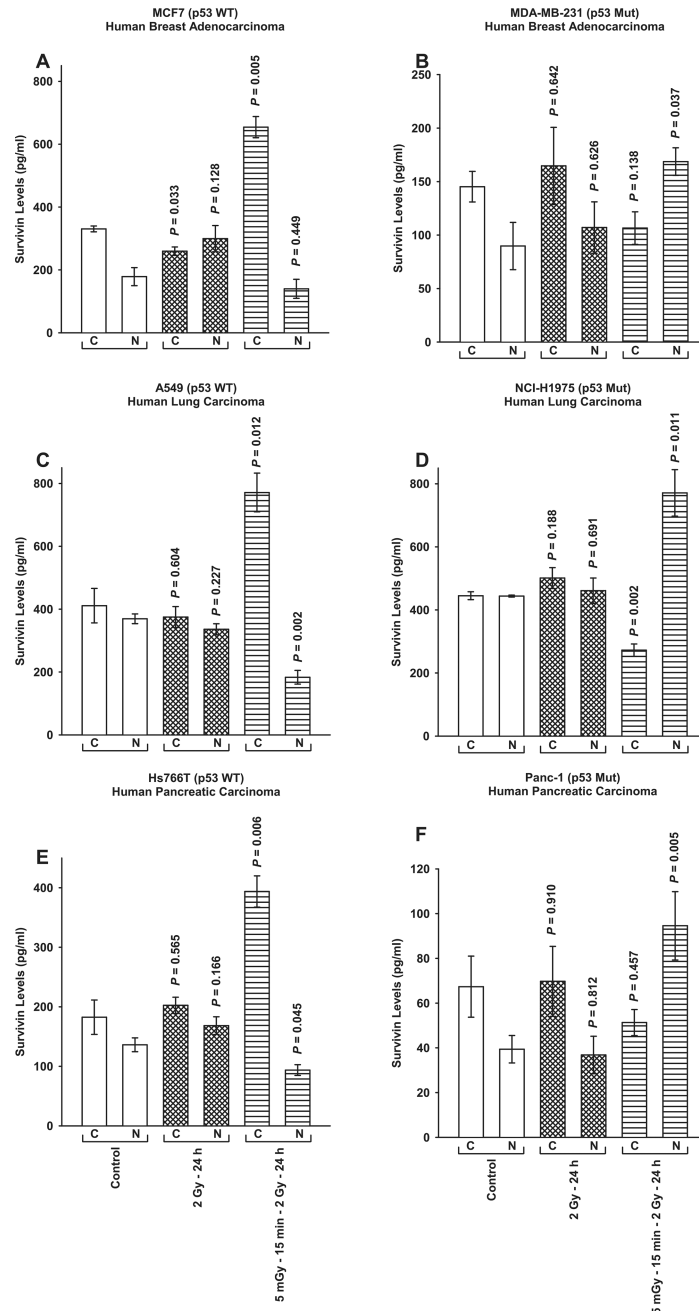 MCF7 (p53 WT)
Human Breast Adenocarcinoma
A
Survivin Levels (pg/ml)
800
600
400
200
0
P = 0.033
P = 0.128
P = 0.005
P = 0.449
C N C N C N
MDA-MB-231 (p53 Mut)
Human Breast Adenocarcinoma
B
Survivin Levels (pg/ml)
250
200
150
100
50
0
P = 0.642
P = 0.626
P = 0.138
P = 0.037
C N C N C N
A549 (p53 WT)
Human Lung Carcinoma
C
Survivin Levels (pg/ml)
800
600
400
200
0
P = 0.604
P = 0.227
P = 0.012
P = 0.002
C N C N C N
NCI-H1975 (p53 Mut)
Human Lung Carcinoma
D
Survivin Levels (pg/ml)
800
600
400
200
0
P = 0.188
P = 0.691
P = 0.002
P = 0.011
C N C N C N
Hs766T (p53 WT)
Human Pancreatic Carcinoma
E
Survivin Levels (pg/ml)
400
300
200
100
0
P = 0.565
P = 0.166
P = 0.006
P = 0.045
C N C N C N
Control
2 Gy - 24 h
5 mGy - 15 min - 2 Gy - 24 h
Panc-1 (p53 Mut)
Human Pancreatic Carcinoma
F
Survivin Levels (pg/ml)
120
100
80
60
40
20
0
P = 0.910
P = 0.812
P = 0.457
P = 0.005
C N C N C N
Control
2 Gy - 24 h
5 mGy - 15 min - 2 Gy - 24 h